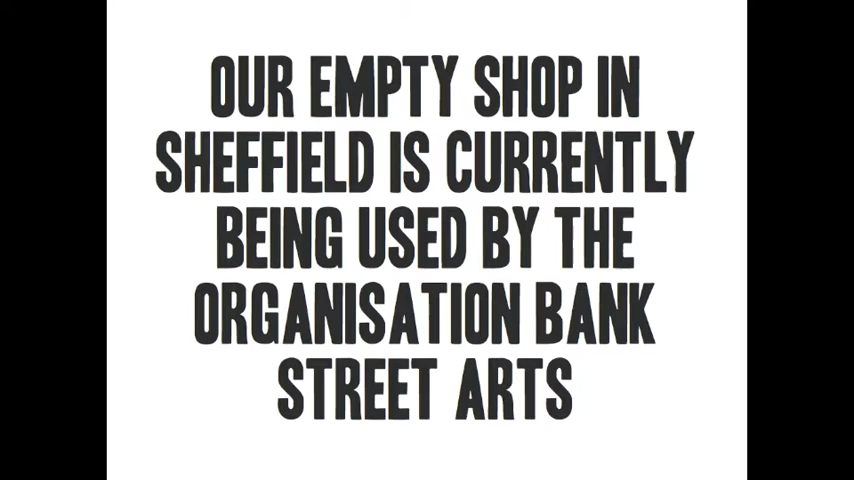 OUR EMPTY SHOP IN
SHEFFIELD IS CURRENTLY
BEING USED BY THE
ORGANISATION BANK
STREET ARTS